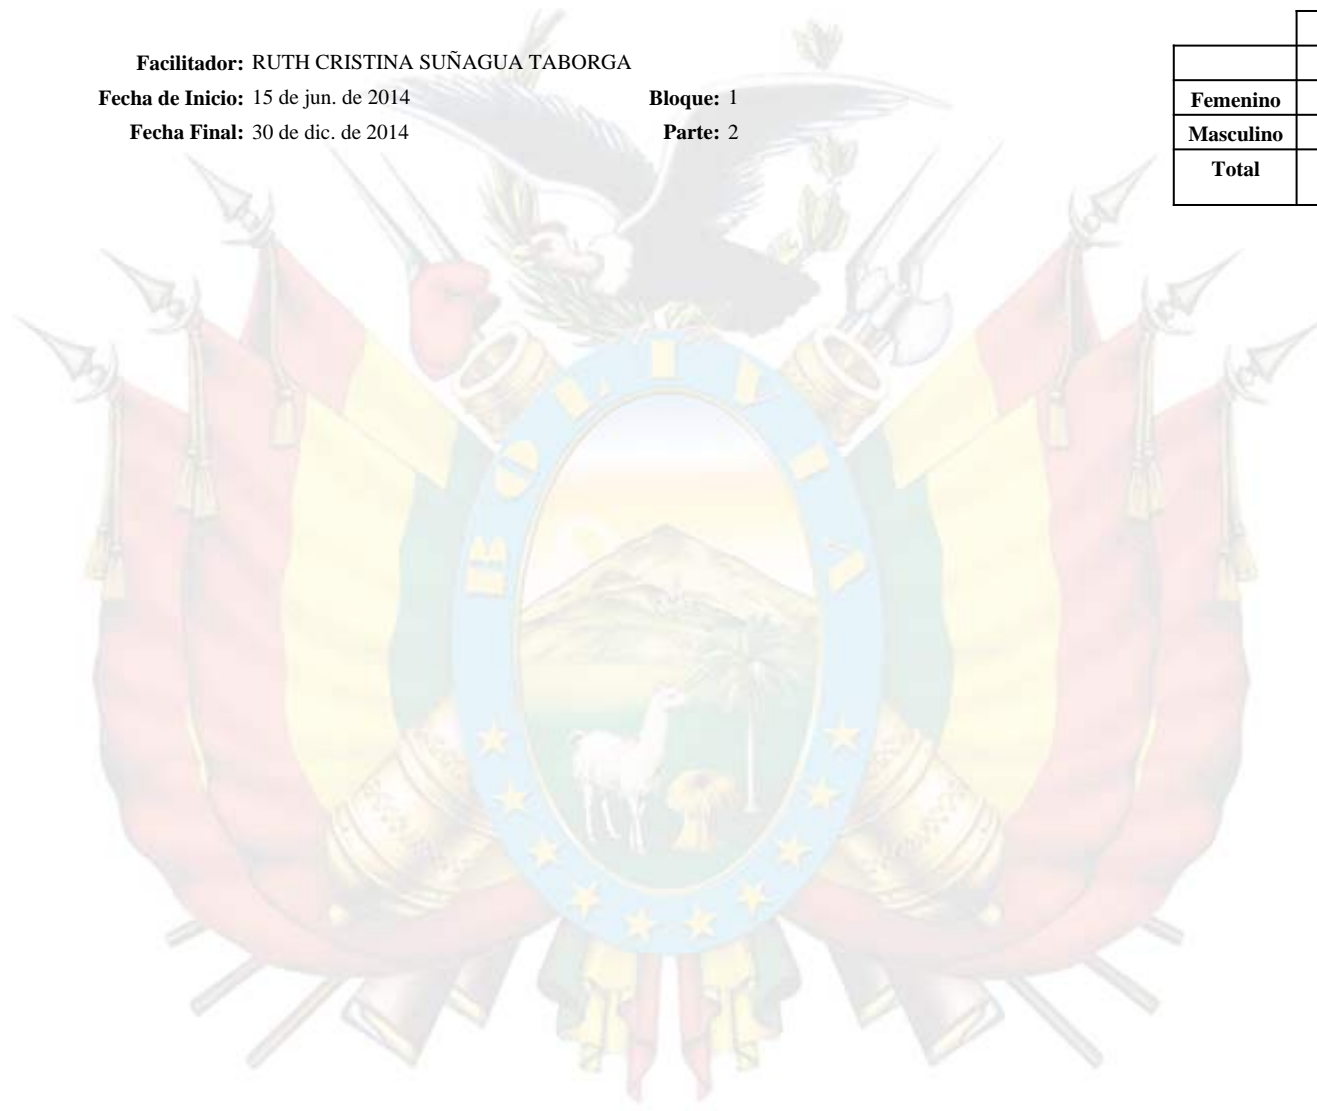 Facilitador: RUTH CRISTINA SUÑAGUA TABORGA
Fecha de Inicio: 15 de jun. de 2014 Bloque: 1
Fecha Final: 30 de dic. de 2014 Parte: 2
Femenino
Masculino
Total
BOLIVIA